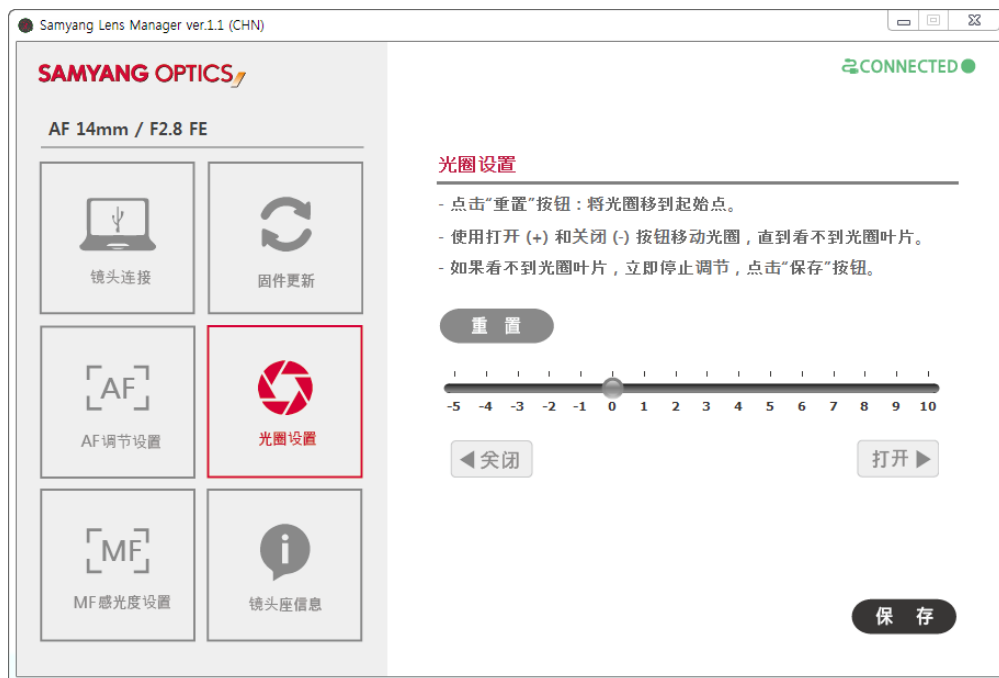 Samyang Lens Manager ver.1.1 (CHN)
SAMYANG OPTICS
CONNECTED
AF 14mm / F2.8 FE
镜头连接
固件更新
AF
AF调节设置
光圈设置
MF
MF感光度设置
i
镜头座信息
光圈设置
- 点击“重置”按钮：将光圈移到起始点。
- 使用打开 (+) 和关闭 (-) 按钮移动光圈，直到看不到光圈叶片。
- 如果看不到光圈叶片，立即停止调节，点击“保存”按钮。
重 置
-5 -4 -3 -2 -1 0 1 2 3 4 5 6 7 8 9 10
◀关闭
打开▶
保 存